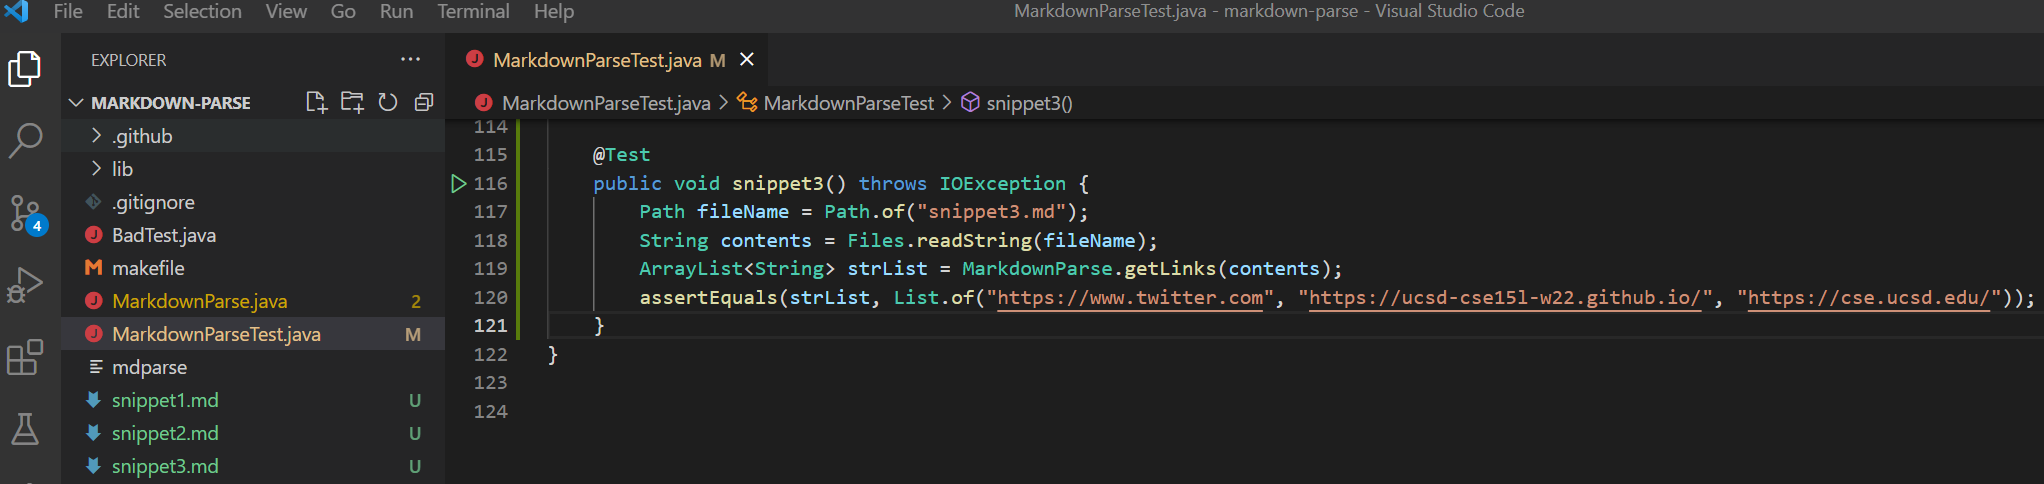 File Edit Selection View Go Run Terminal Help MarkdownParseTest.java - markdown-parse - Visual Studio Code
EXPLORER ...
MARKDOWN-PARSE
.github
lib
.gitignore
BadTest.java
makefile
MarkdownParse.java 2
MarkdownParseTest.java M
mdparse
snippet1.md U
snippet2.md U
snippet3.md U
4
MarkdownParseTest.java M
MarkdownParseTest.java > MarkdownParseTest > snippet3()
114
115 @Test
116 public void snippet3() throws IOException {
117 Path fileName = Path.of("snippet3.md");
118 String contents = Files.readString(fileName);
119 ArrayList<String> strList = MarkdownParse.getLinks(contents);
120 assertEquals(strList, List.of("https://www.twitter.com", "https://ucsd-cse15l-w22.github.io/", "https://cse.ucsd.edu/"));
121 }
122 }
123
124